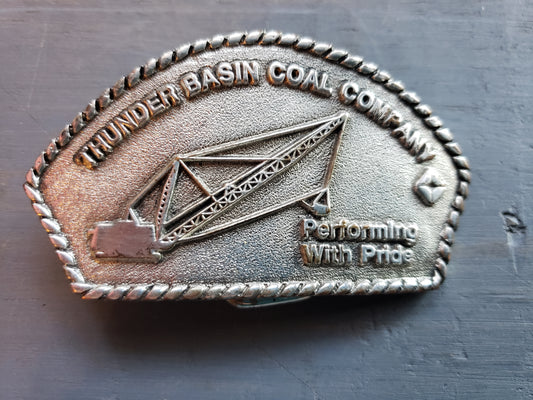 THUNDER BASIN COAL COMPANY
Performing
With Pride